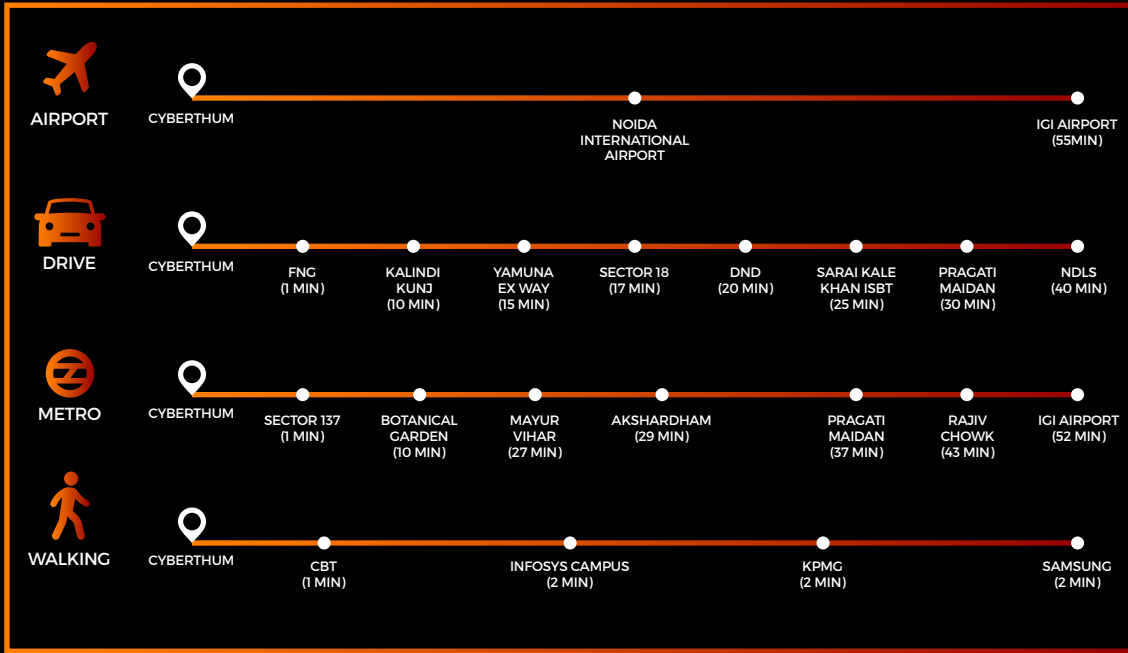 AIRPORT
CYBERTHUM
NOIDA
INTERNATIONAL
AIRPORT
IGI AIRPORT
(55MIN)
DRIVE
CYBERTHUM
FNG
(1 MIN)
KALINDI
KUNJ
(10 MIN)
YAMUNA
EX WAY
(15 MIN)
SECTOR 18
(17 MIN)
DND
(20 MIN)
SARAI KALE
KHAN ISBT
(25 MIN)
PRAGATI
MAIDAN
(30 MIN)
NDLS
(40 MIN)
METRO
CYBERTHUM
SECTOR 137
(1 MIN)
BOTANICAL
GARDEN
(10 MIN)
MAYUR
VIHAR
(27 MIN)
AKSHARDHAM
(29 MIN)
PRAGATI
MAIDAN
(37 MIN)
RAJIV
CHOWK
(43 MIN)
IGI AIRPORT
(52 MIN)
WALKING
CYBERTHUM
CBT
(1 MIN)
INFOSYS CAMPUS
(2 MIN)
KPMG
(2 MIN)
SAMSUNG
(2 MIN)